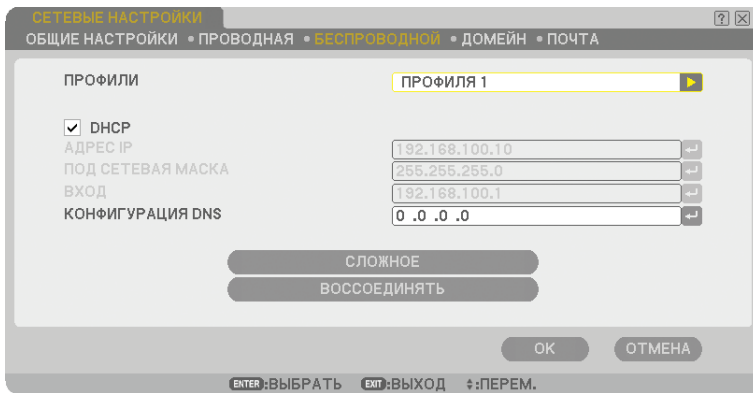 СЕТЕВЫЕ НАСТРОЙКИ
ОБЩИЕ НАСТРОЙКИ • ПРОВОДНАЯ • БЕСПРОВОДНОЙ • ДОМЕЙН • ПОЧТА
ПРОФИЛИ ПРОФИЛЯ 1
DHCP
АДРЕС IP 192.168.100.10
ПОД СЕТЕВАЯ МАСКА 255.255.255.0
ВХОД 192.168.100.1
КОНФИГУРАЦИЯ DNS 0 .0 .0 .0
СЛОЖНОЕ
ВОССОЕДИНЯТЬ
OK ОТМЕНА
ENTER:ВЫБРАТЬ EXIT:ВЫХОД :ПЕРЕМ.